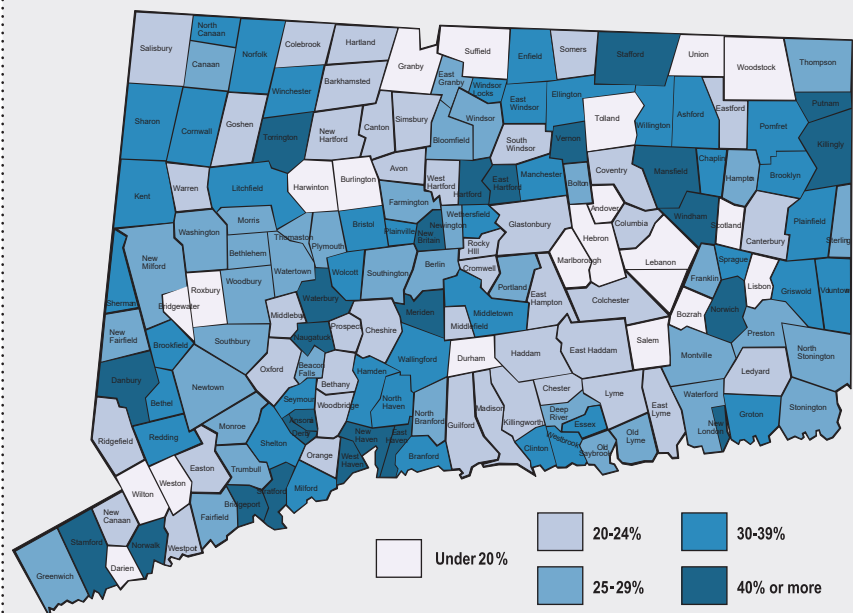 North
Canaan
Salisbury
Norfolk
Colebrook
Hartland
Suffield
Enfield
Somers
Stafford
Union
Woodstock
Thompson
Canaan
Granby
East
Granby
Windsor
Locks
Winchester
Barkhamsted
East
Windsor
Ellington
Putnam
Sharon
Cornwall
Goshen
Torrington
New
Hartford
Canton
Simsbury
Bloomfield
Windsor
South
Windsor
Vernon
Tolland
Willington
Ashford
Eastford
Pomfret
Killingly
Kent
Warren
Litchfield
Harwinton
Burlington
Avon
West
Hartford
Hartford
East
Hartford
Manchester
Bolton
Coventry
Mansfield
Chaplin
Hampton
Brooklyn
Washington
Morris
Bethlehem
Thomaston
Plymouth
Bristol
Farmington
Plainville
New
Britain
Newington
Wethersfield
Rocky
Hill
Glastonbury
Andover
Hebron
Columbia
Windham
Scotland
Canterbury
Plainfield
Sterling
New
Milford
Roxbury
Bridgewater
Woodbury
Watertown
Wolcott
Southington
Berlin
Cromwell
Marlborough
Lebanon
Franklin
Sprague
Lisbon
Griswold
Voluntown
Sherman
Waterbury
Middlebury
Naugatuck
Prospect
Cheshire
Meriden
Middlefield
Middletown
Portland
East
Hampton
Colchester
Bozrah
Norwich
Preston
New
Fairfield
Brookfield
Southbury
Oxford
Beacon
Falls
Bethany
Hamden
Wallingford
Durham
Haddam
East Haddam
Salem
Montville
North
Stonington
Danbury
Bethel
Newtown
Seymour
Woodbridge
North
Haven
North
Branford
Guilford
Madison
Killingworth
Chester
Deep
River
Essex
Lyme
East
Lyme
Waterford
New
London
Ledyard
Groton
Stonington
Ridgefield
Redding
Monroe
Shelton
Ansonia
Derby
Orange
New
Haven
West
Haven
East
Haven
Branford
Clinton
Westbrook
Old
Saybrook
Old
Lyme
Wilton
Weston
Easton
Trumbull
Stratford
Milford
Bridgeport
Fairfield
New
Canaan
Stamford
Norwalk
Westpot
Greenwich
Darien
Under 20%
20-24%
30-39%
25-29%
40% or more